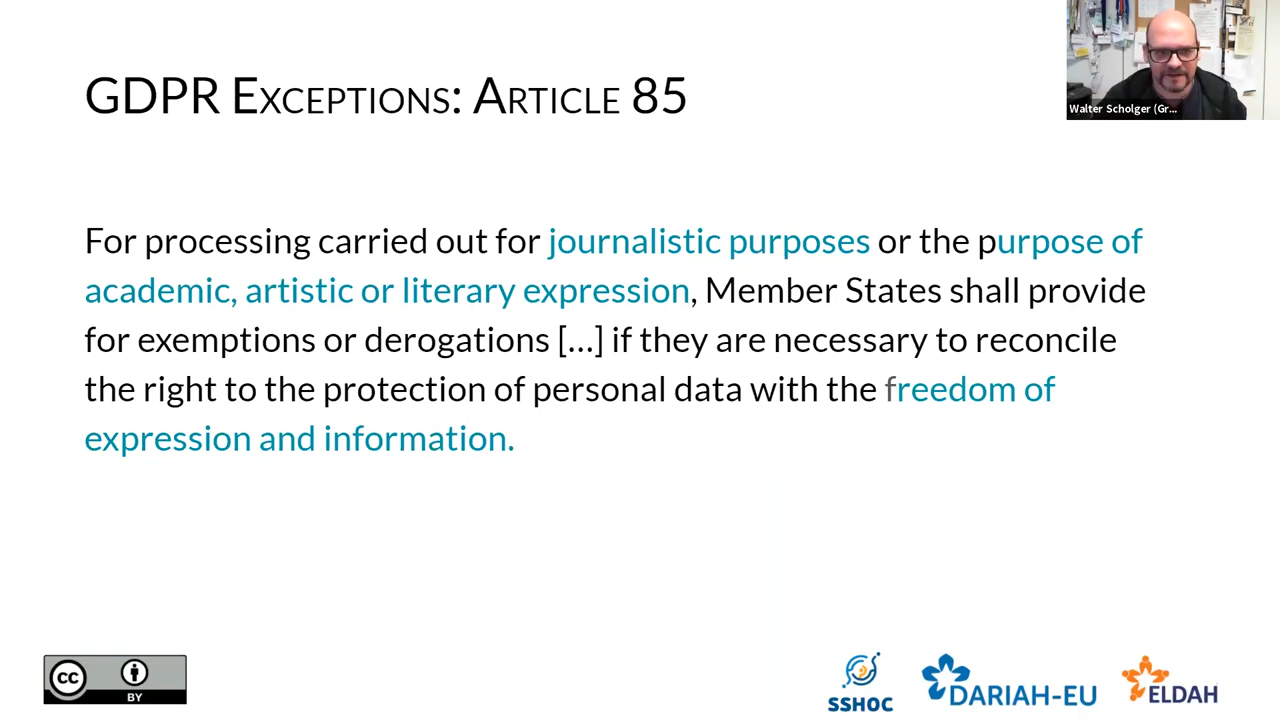 GDPR EXCEPTIONS: ARTICLE 85
Walter Scholger (Gr...
For processing carried out for journalistic purposes or the purpose of
academic, artistic or literary expression, Member States shall provide
for exemptions or derogations [...] if they are necessary to reconcile
the right to the protection of personal data with the freedom of
expression and information.
CC BY
SSHOC
DARIAH-EU
ELDAH